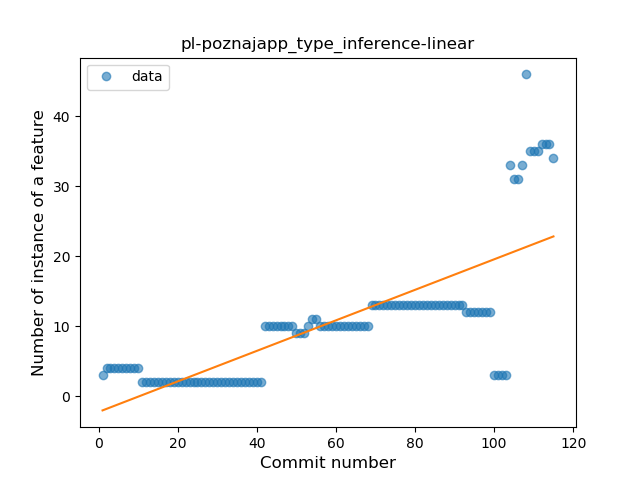 pl-poznajapp_type_inference-linear
data
Number of instance of a feature
40
30
20
10
0
0 20 40 60 80 100 120
Commit number